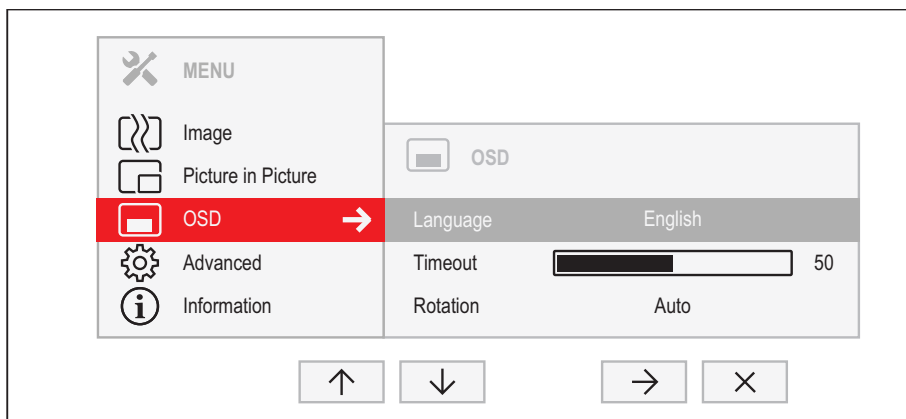 MENU
Image
Picture in Picture
OSD
Advanced
Information
OSD
Language English
Timeout 50
Rotation Auto